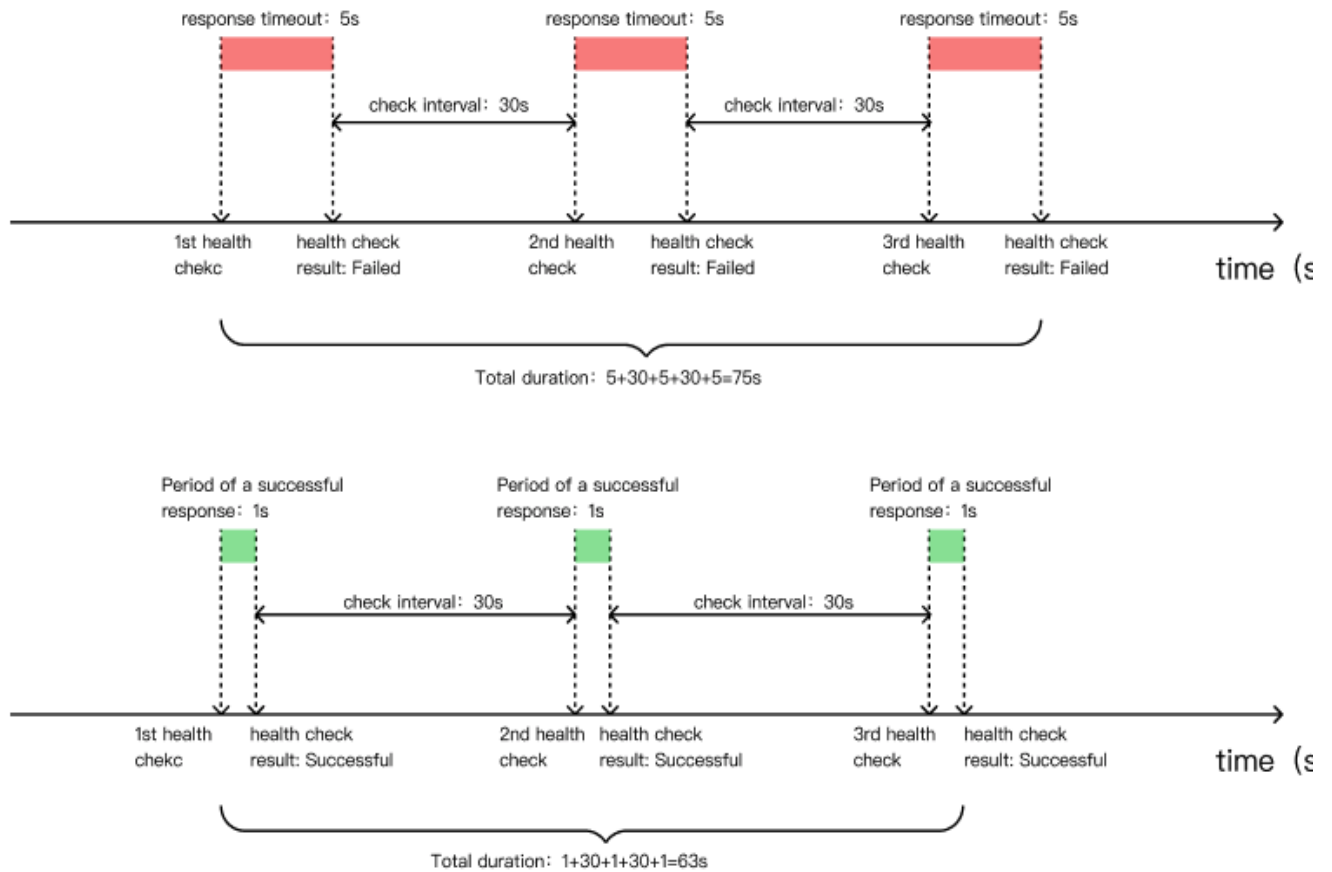 response timeout: 5s
response timeout: 5s
response timeout: 5s
check interval: 30s
check interval: 30s
1st health
chekc
health check
result: Failed
2nd health
check
health check
result: Failed
3rd health
check
health check
result: Failed
time (s
Total duration: 5+30+5+30+5=75s
Period of a successful
response: 1s
Period of a successful
response: 1s
Period of a successful
response: 1s
check interval: 30s
check interval: 30s
1st health
chekc
health check
result: Successful
2nd health
check
health check
result: Successful
3rd health
check
health check
result: Successful
time (s
Total duration: 1+30+1+30+1=63s